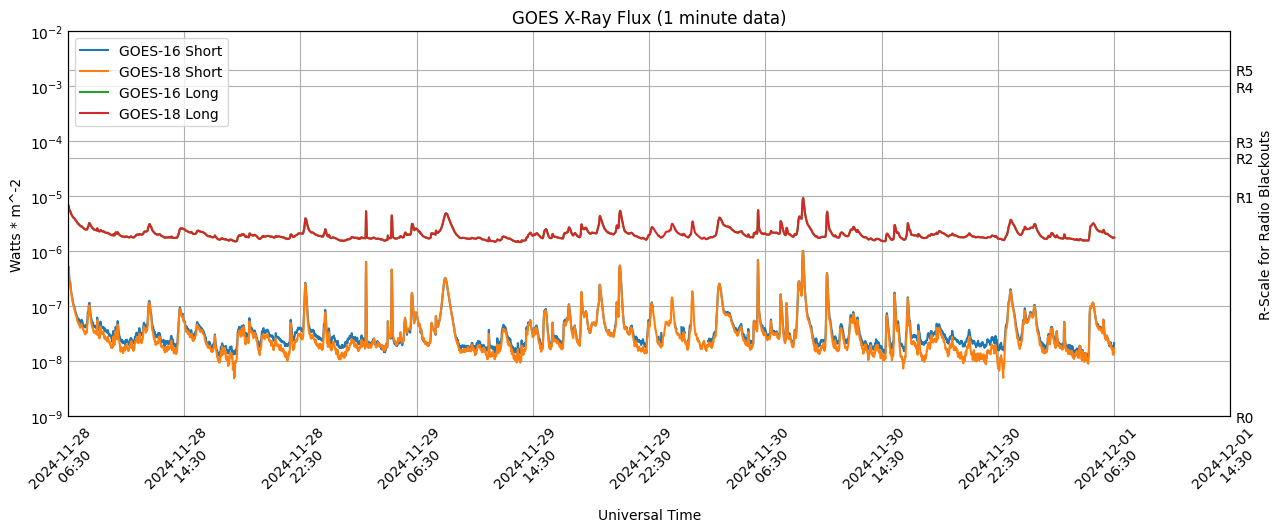 GOES X-Ray Flux (1 minute data)
GOES-16 Short
GOES-18 Short
GOES-16 Long
GOES-18 Long
Watts * m^-2
10⁻²
10⁻³
10⁻⁴
10⁻⁵
10⁻⁶
10⁻⁷
10⁻⁸
10⁻⁹
R5
R4
R3
R2
R1
R0
R-Scale for Radio Blackouts
2024-11-28
06:30
2024-11-28
14:30
2024-11-28
22:30
2024-11-29
06:30
2024-11-29
14:30
2024-11-29
22:30
2024-11-30
06:30
2024-11-30
14:30
2024-11-30
22:30
2024-12-01
06:30
2024-12-01
14:30
Universal Time